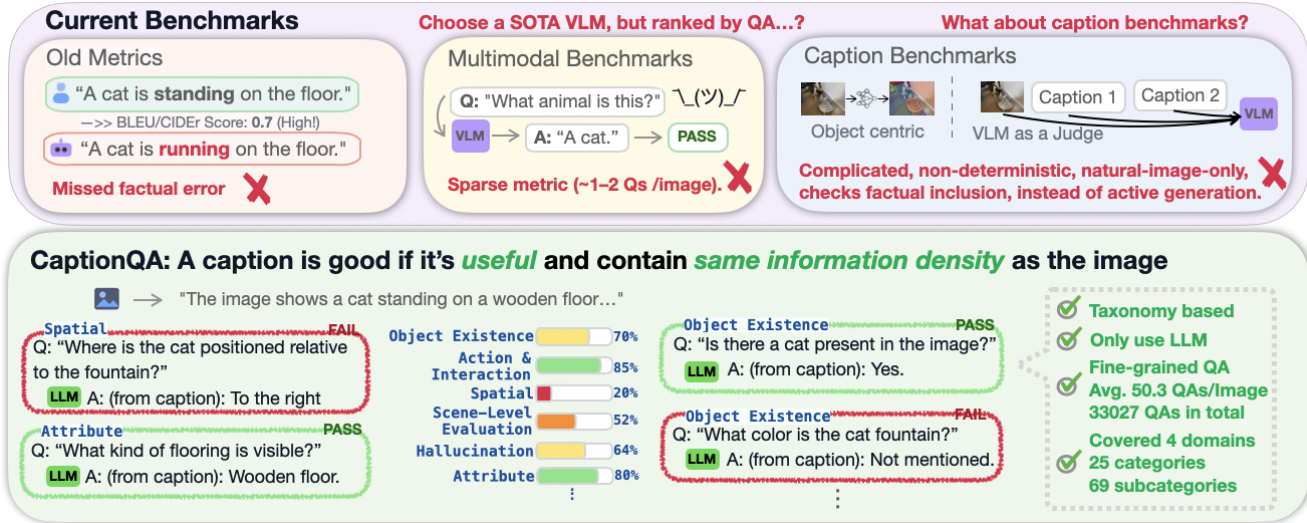 Current Benchmarks
Choose a SOTA VLM, but ranked by QA…?
What about caption benchmarks?
Old Metrics
"A cat is standing on the floor."
—>> BLEU/CIDEr Score: 0.7 (High!)
"A cat is running on the floor."
Missed factual error
Multimodal Benchmarks
Q: "What animal is this?"
¯\_(ツ)_/¯
VLM
A: "A cat."
PASS
Sparse metric (~1–2 Qs /image).
Caption Benchmarks
Object centric
Caption 1
Caption 2
VLM
VLM as a Judge
Complicated, non-deterministic, natural-image-only,
checks factual inclusion, instead of active generation.
CaptionQA: A caption is good if it's useful and contain same information density as the image
"The image shows a cat standing on a wooden floor…"
Spatial
FAIL
Q: "Where is the cat positioned relative
to the fountain?"
LLM A: (from caption): To the right
Attribute
PASS
Q: "What kind of flooring is visible?"
LLM A: (from caption): Wooden floor.
Object Existence 70%
Action &
Interaction 85%
Spatial 20%
Scene-Level
Evaluation 52%
Hallucination 64%
Attribute 80%
Object Existence
PASS
Q: "Is there a cat present in the image?"
LLM A: (from caption): Yes.
Object Existence
FAIL
Q: "What color is the cat fountain?"
LLM A: (from caption): Not mentioned.
Taxonomy based
Only use LLM
Fine-grained QA
Avg. 50.3 QAs/Image
33027 QAs in total
Covered 4 domains
25 categories
69 subcategories